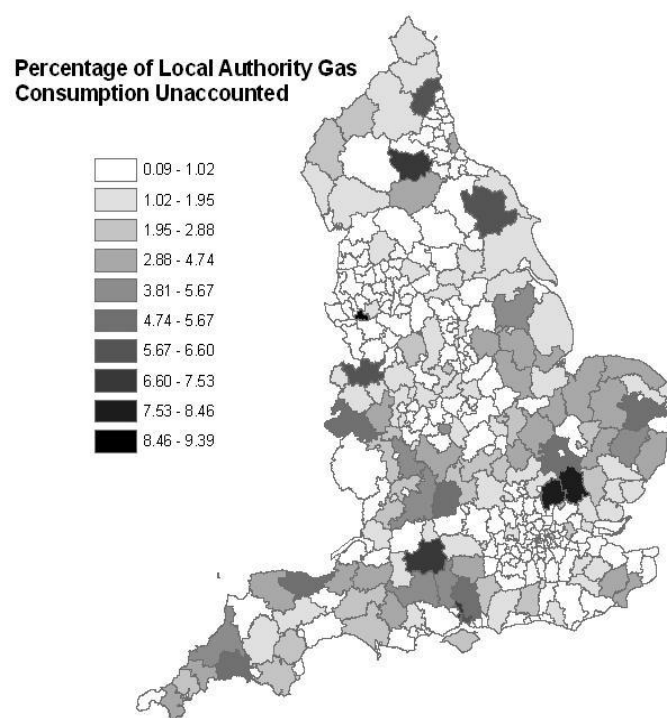 Percentage of Local Authority Gas
Consumption Unaccounted
0.09 - 1.02
1.02 - 1.95
1.95 - 2.88
2.88 - 4.74
3.81 - 5.67
4.74 - 5.67
5.67 - 6.60
6.60 - 7.53
7.53 - 8.46
8.46 - 9.39